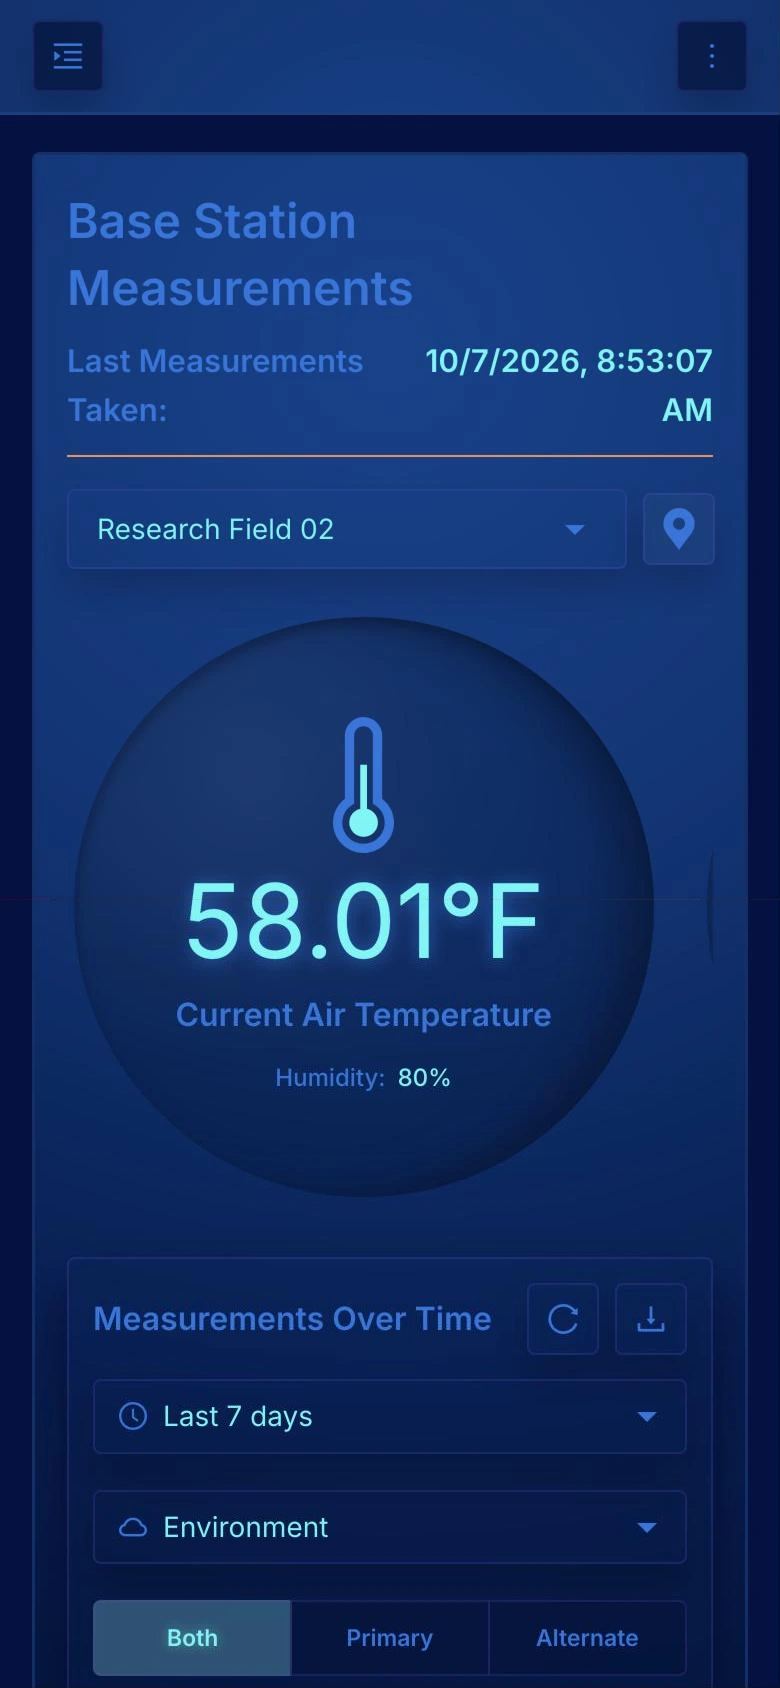 Base Station
Measurements
Last Measurements
Taken:
10/7/2026, 8:53:07
AM
Research Field 02
58.01°F
Current Air Temperature
Humidity: 80%
Measurements Over Time
Last 7 days
Environment
Both Primary Alternate